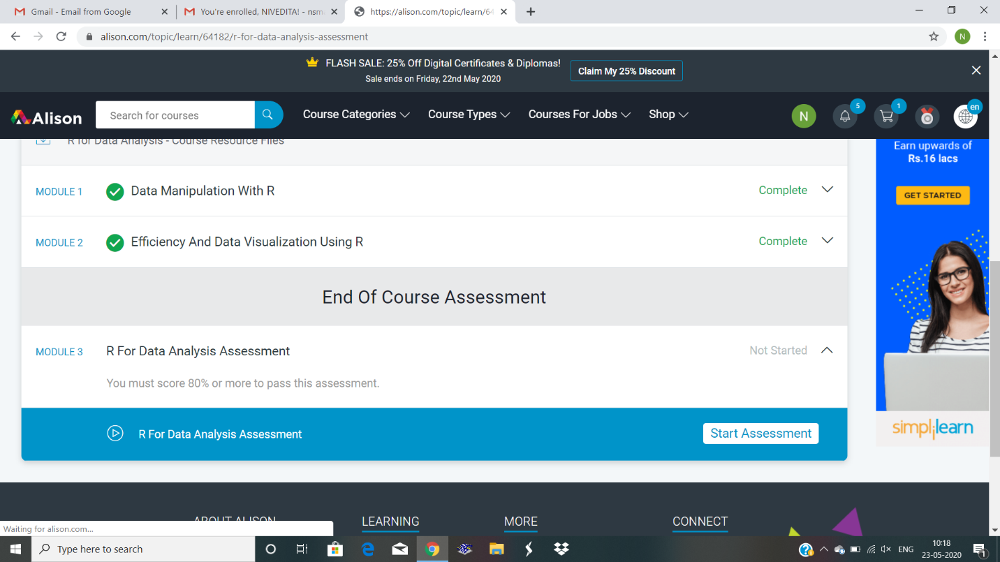 Gmail - Email from Google
You're enrolled, NIVEDITA! - nsm
https://alison.com/topic/learn/64
alison.com/topic/learn/64182/r-for-data-analysis-assessment
N
FLASH SALE: 25% Off Digital Certificates & Diplomas!
Sale ends on Friday, 22nd May 2020
Claim My 25% Discount
Alison
Search for courses
Course Categories
Course Types
Courses For Jobs
Shop
N
5
1
en
R for Data Analysis - Course Resource Files
MODULE 1
Data Manipulation With R
Complete
MODULE 2
Efficiency And Data Visualization Using R
Complete
End Of Course Assessment
MODULE 3
R For Data Analysis Assessment
Not Started
You must score 80% or more to pass this assessment.
R For Data Analysis Assessment
Start Assessment
Earn upwards of
Rs.16 lacs
GET STARTED
simplilearn
ABOUT ALISON
LEARNING
MORE
CONNECT
Waiting for alison.com...
Type here to search
ENG
10:18
23-05-2020
1